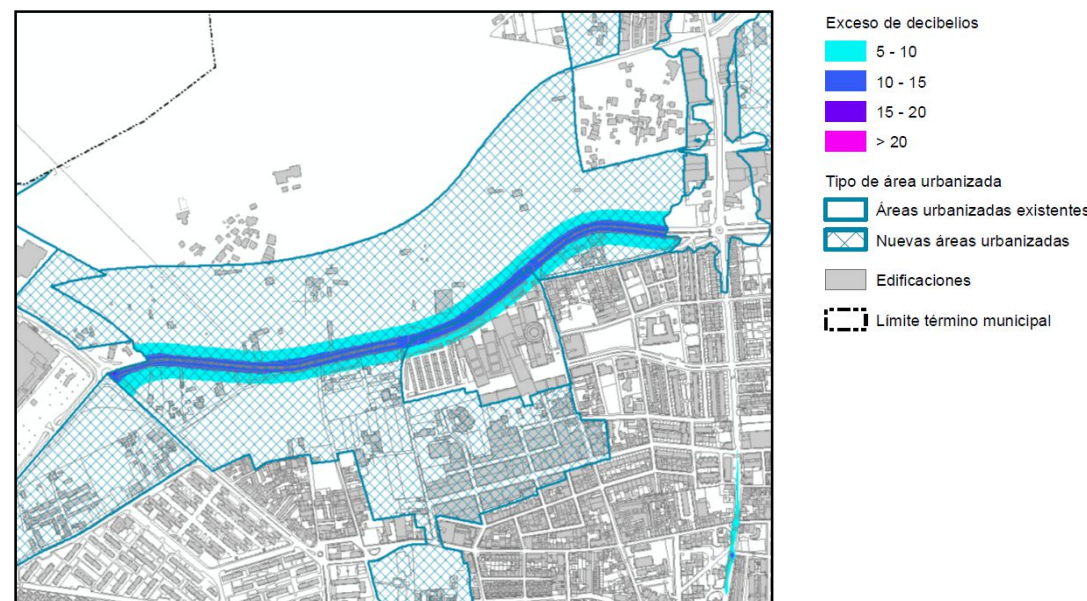 Exceso de decibelios
5 - 10
10 - 15
15 - 20
> 20
Tipo de área urbanizada
Áreas urbanizadas existentes
Nuevas áreas urbanizadas
Edificaciones
Límite término municipal